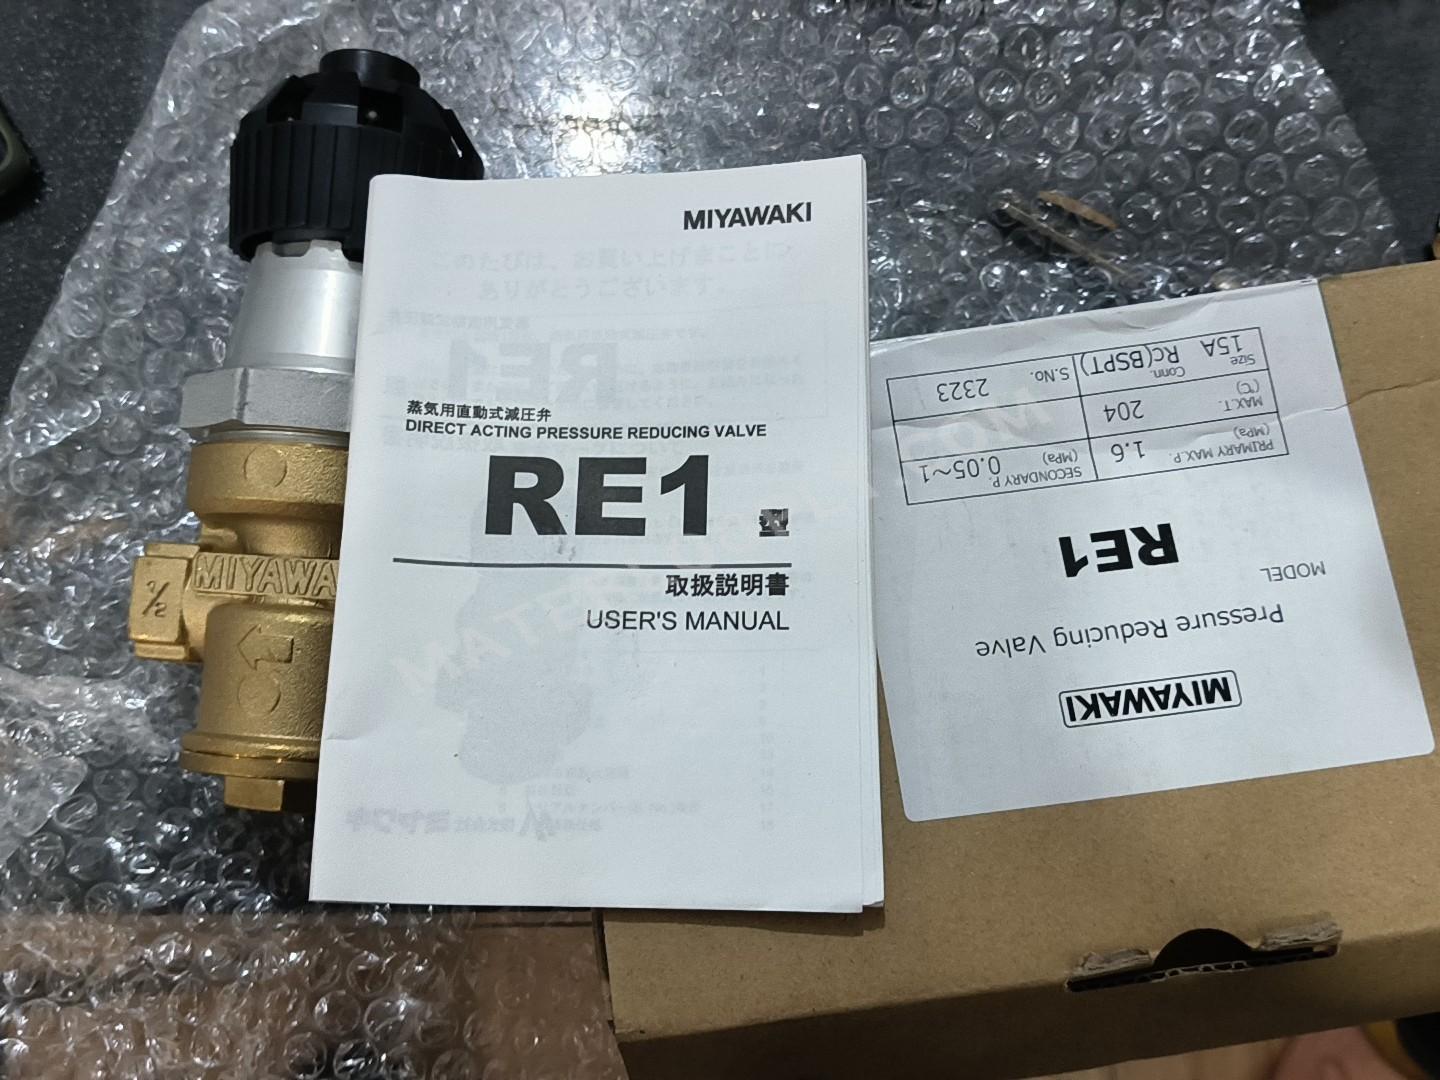 MIYAWAKI
蒸気用直動式減圧弁
DIRECT ACTING PRESSURE REDUCING VALVE
RE1 型
取扱説明書
USER'S MANUAL
このたびは、お買い上げまことに
ありがとうございます。
RE1
1/2
MIYAWA
MIYAWAKI
Pressure Reducing Valve
MODEL
RE1
PRIMARY MAX.P. (MPa) 1.6
SECONDARY P. (MPa) 0.05~1
MAX.T. (℃) 204
Size 15A
Conn. Rc(BSPT)
S.No. 2323